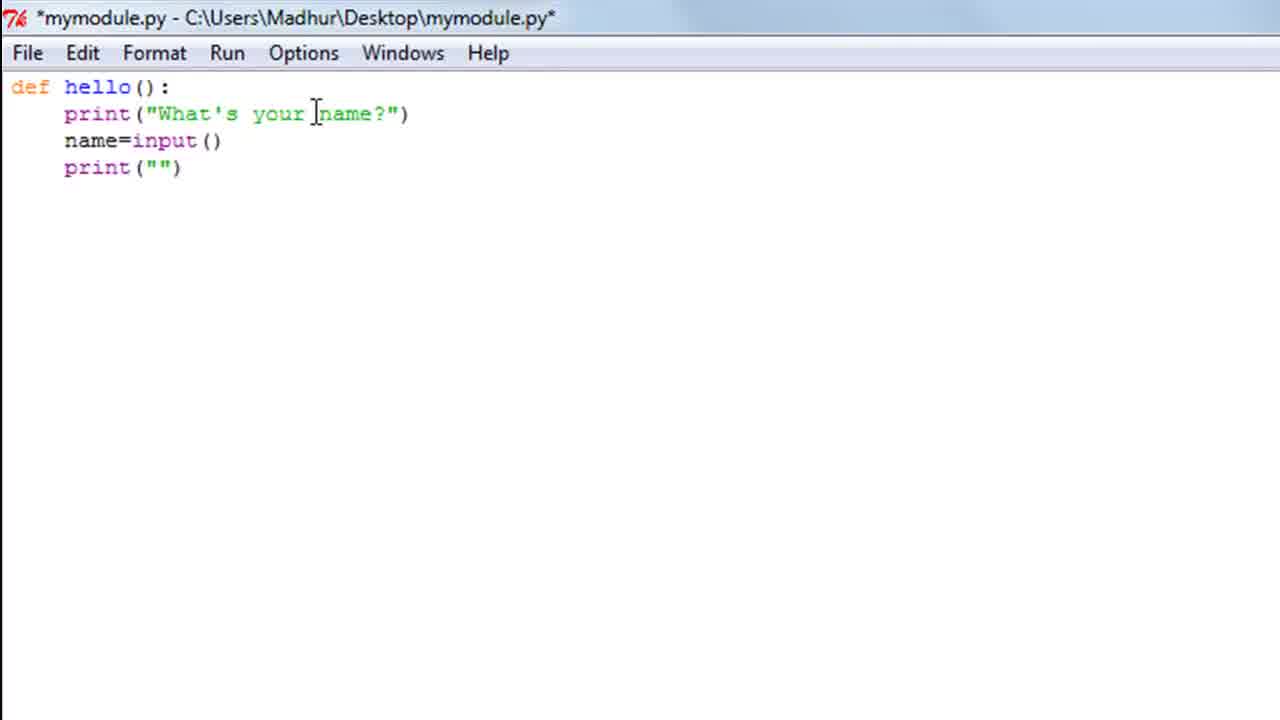 *mymodule.py - C:\Users\Madhur\Desktop\mymodule.py*
File Edit Format Run Options Windows Help
def hello():
    print("What's your name?")
    name=input()
    print("")